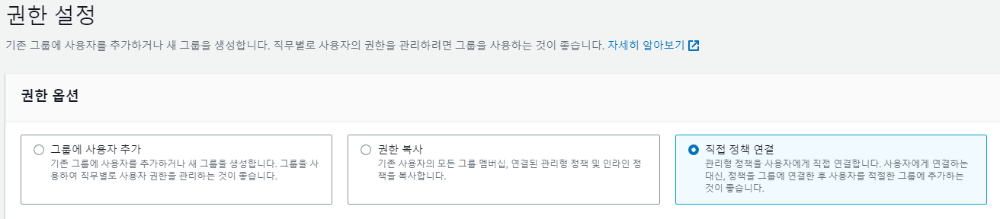 권한 설정
기존 그룹에 사용자를 추가하거나 새 그룹을 생성합니다. 직무별로 사용자의 권한을 관리하려면 그룹을 사용하는 것이 좋습니다. 자세히 알아보기
권한 옵션
그룹에 사용자 추가
기존 그룹에 사용자를 추가하거나 새 그룹을 생성합니다. 그룹을 사
용하여 직무별로 사용자 권한을 관리하는 것이 좋습니다.
권한 복사
기존 사용자의 모든 그룹 멤버십, 연결된 관리형 정책 및 인라인 정
책을 복사합니다.
직접 정책 연결
관리형 정책을 사용자에게 직접 연결합니다. 사용자에게 연결하는
대신, 정책을 그룹에 연결한 후 사용자를 적절한 그룹에 추가하는
것이 좋습니다.